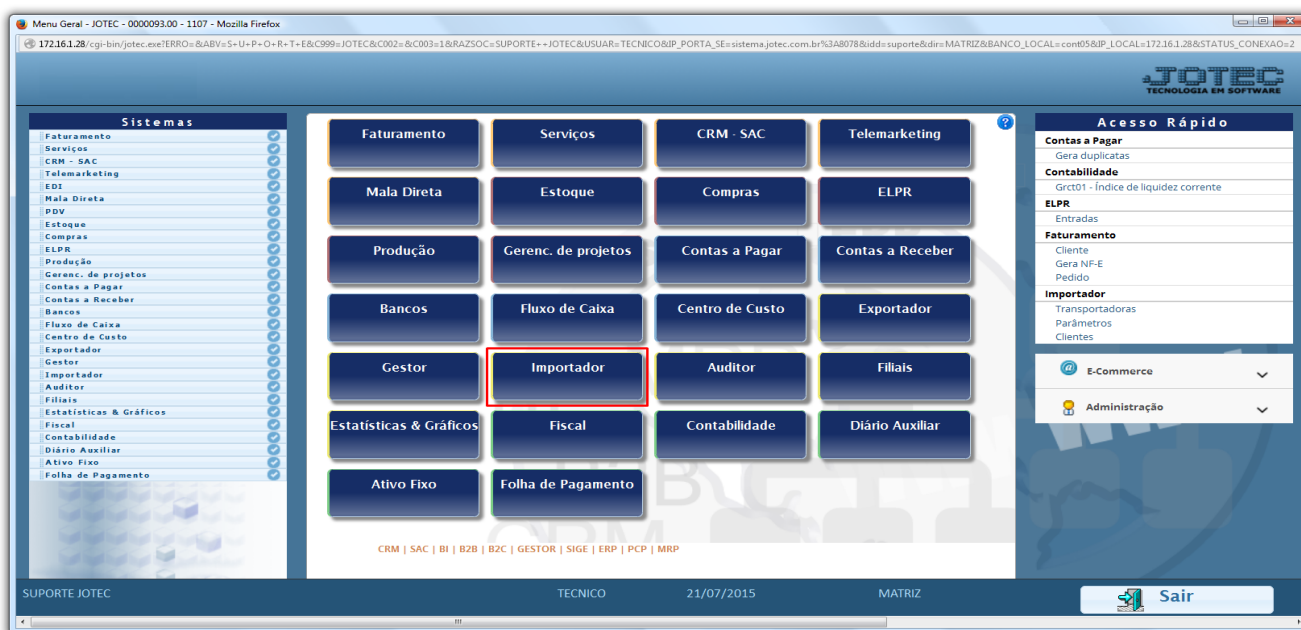 Menu Geral - JOTEC - 0000093.00 - 1107 - Mozilla Firefox
172.16.1.28/cgi-bin/jotec.exe?ERRO=&ABV=S+U+P+O+R+T+E&C999=JOTEC&C002=&C003=1&RAZSOC=SUPORTE++JOTEC&USUAR=TECNICO&IP_PORTA_SE=sistema.jotec.com.br%3A8078&idd=suporte&dir=MATRIZ&BANCO_LOCAL=cont05&IP_LOCAL=172.16.1.28&STATUS_CONEXAO=2
JOTEC
TECNOLOGIA EM SOFTWARE
Sistemas
Faturamento
Serviços
CRM - SAC
Telemarketing
EDI
Mala Direta
PDV
Estoque
Compras
ELPR
Produção
Gerenc. de projetos
Contas a Pagar
Contas a Receber
Bancos
Fluxo de Caixa
Centro de Custo
Exportador
Gestor
Importador
Auditor
Filiais
Estatísticas & Gráficos
Fiscal
Contabilidade
Diário Auxiliar
Ativo Fixo
Folha de Pagamento
Faturamento Serviços CRM - SAC Telemarketing
Mala Direta Estoque Compras ELPR
Produção Gerenc. de projetos Contas a Pagar Contas a Receber
Bancos Fluxo de Caixa Centro de Custo Exportador
Gestor Importador Auditor Filiais
Estatísticas & Gráficos Fiscal Contabilidade Diário Auxiliar
Ativo Fixo Folha de Pagamento
CRM | SAC | BI | B2B | B2C | GESTOR | SIGE | ERP | PCP | MRP
?
Acesso Rápido
Contas a Pagar
Gera duplicatas
Contabilidade
Grct01 - Índice de liquidez corrente
ELPR
Entradas
Faturamento
Cliente
Gera NF-E
Pedido
Importador
Transportadoras
Parâmetros
Clientes
E-Commerce
Administração
SUPORTE JOTEC TECNICO 21/07/2015 MATRIZ Sair